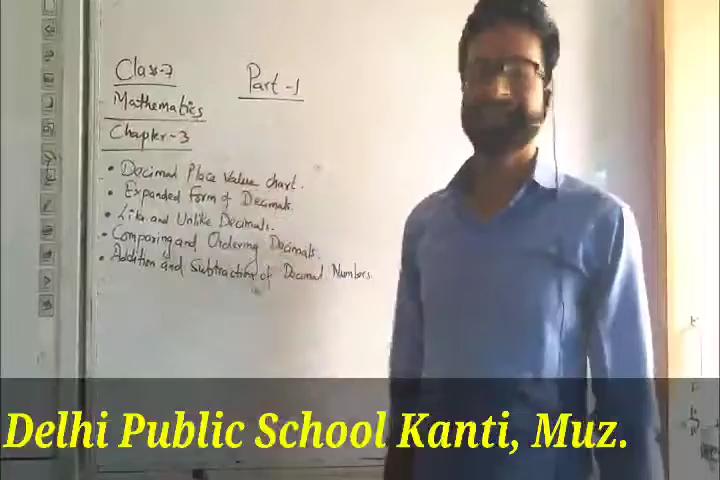 Class-7
Part-1
Mathematics
Chapter-3
• Decimal Place Value chart.
• Expanded Form of Decimals.
• Like and Unlike Decimals.
• Comparing and Ordering Decimals.
• Addition and Subtraction of Decimal Numbers.
Delhi Public School Kanti, Muz.